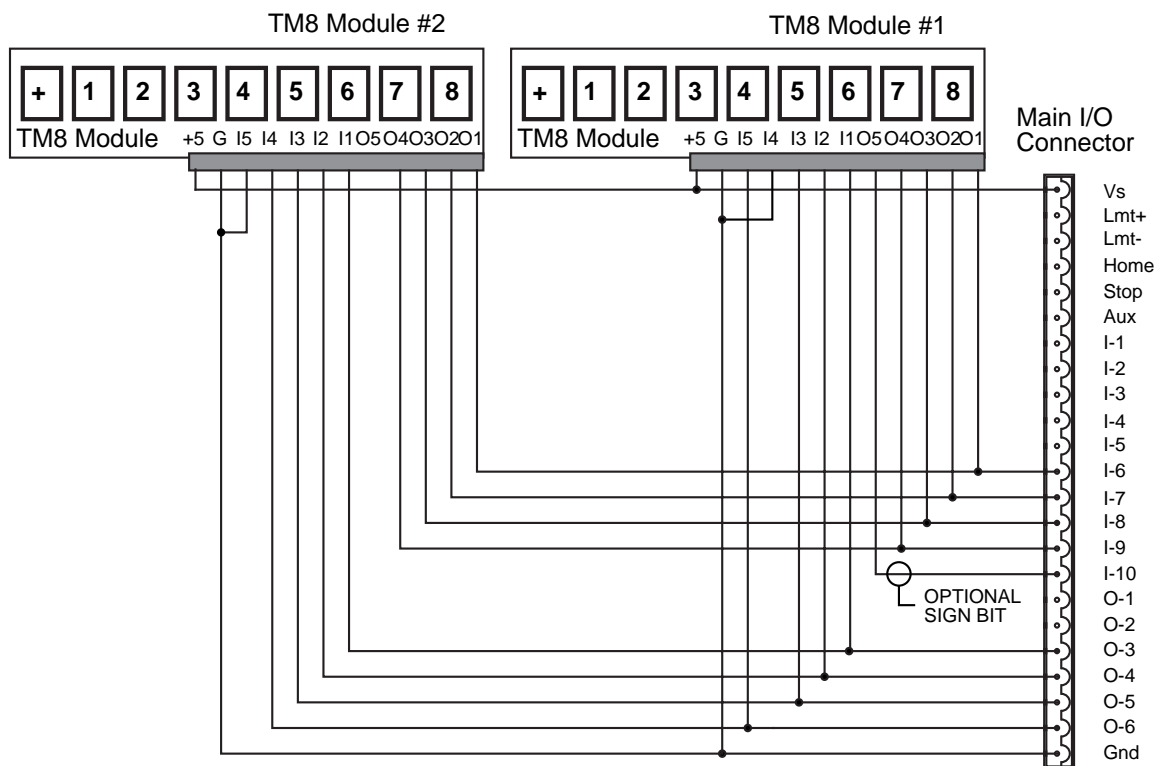 TM8 Module #2
TM8 Module #1
+ 1 2 3 4 5 6 7 8
+ 1 2 3 4 5 6 7 8
TM8 Module +5 G I5 I4 I3 I2 I1 O5 O4 O3 O2 O1
TM8 Module +5 G I5 I4 I3 I2 I1 O5 O4 O3 O2 O1
Main I/O
Connector
Vs
Lmt+
Lmt-
Home
Stop
Aux
I-1
I-2
I-3
I-4
I-5
I-6
I-7
I-8
I-9
I-10
OPTIONAL
SIGN BIT
O-1
O-2
O-3
O-4
O-5
O-6
Gnd